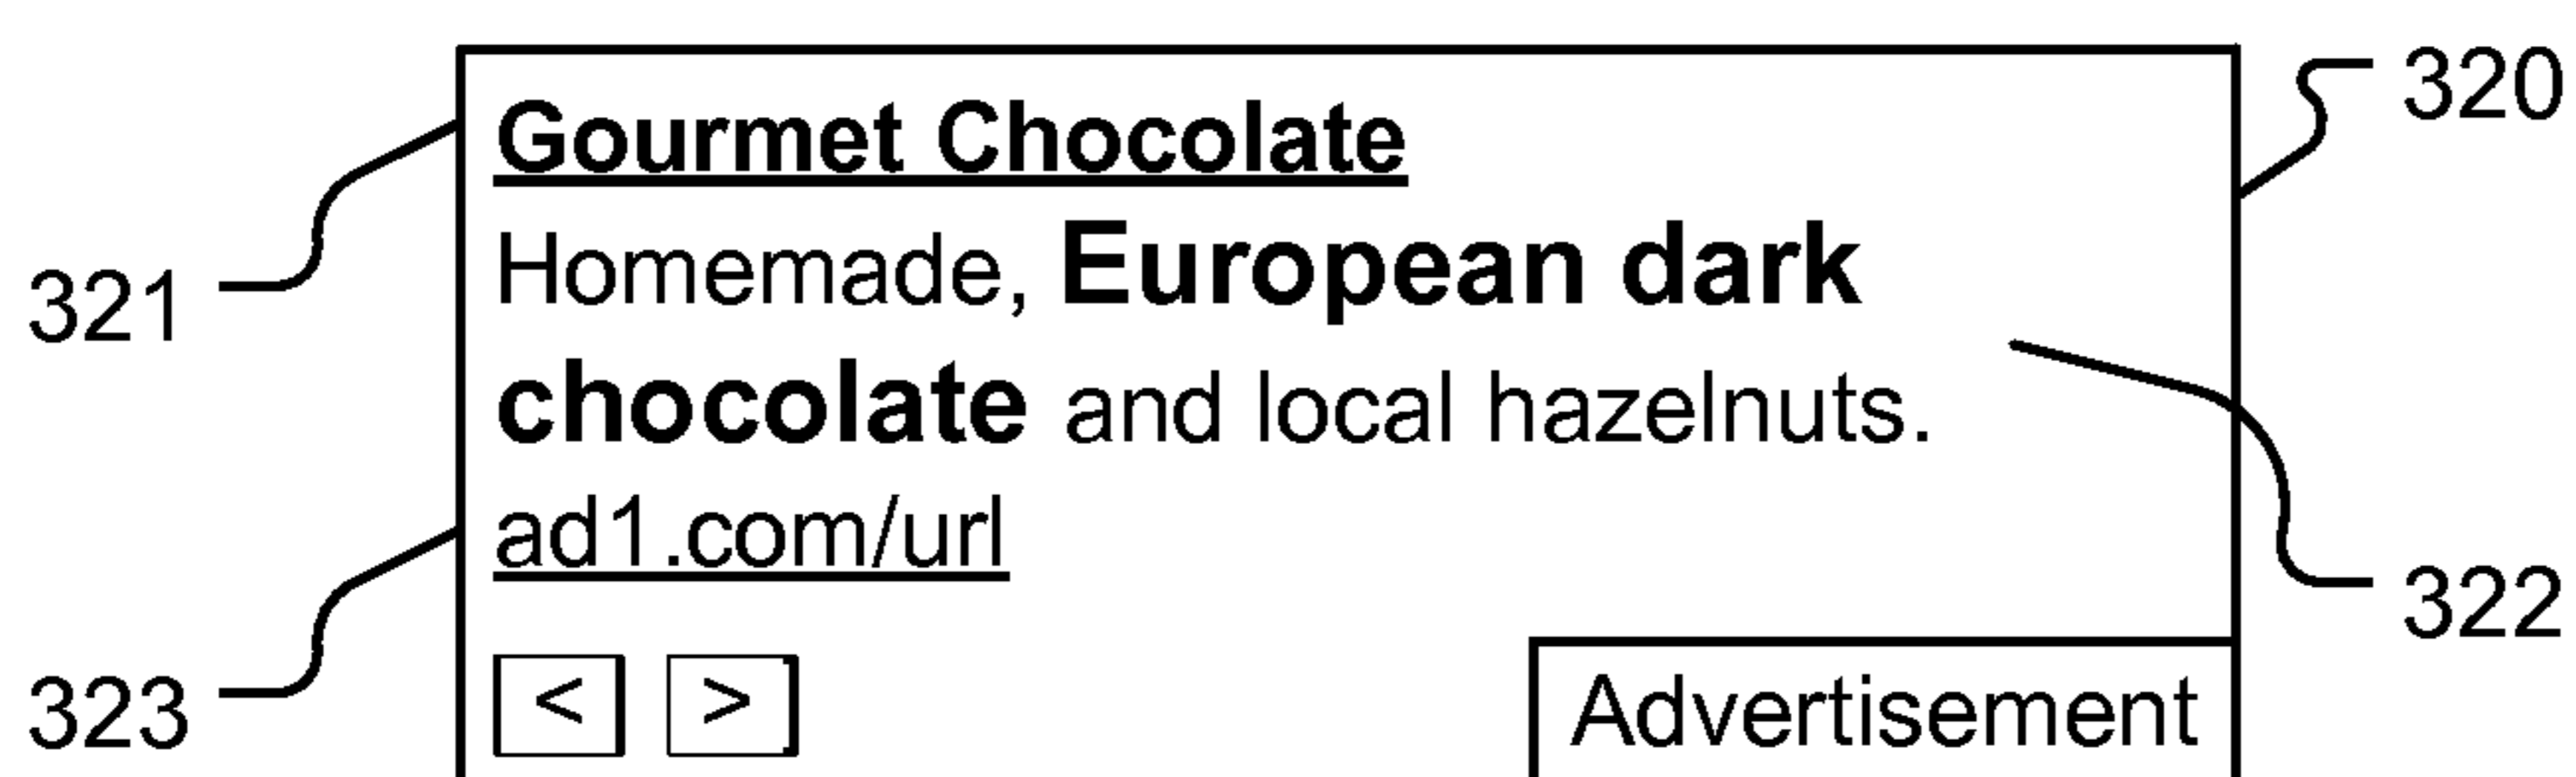 320
Gourmet Chocolate
321
Homemade, European dark
chocolate and local hazelnuts.
ad1.com/url
322
323
< >
Advertisement